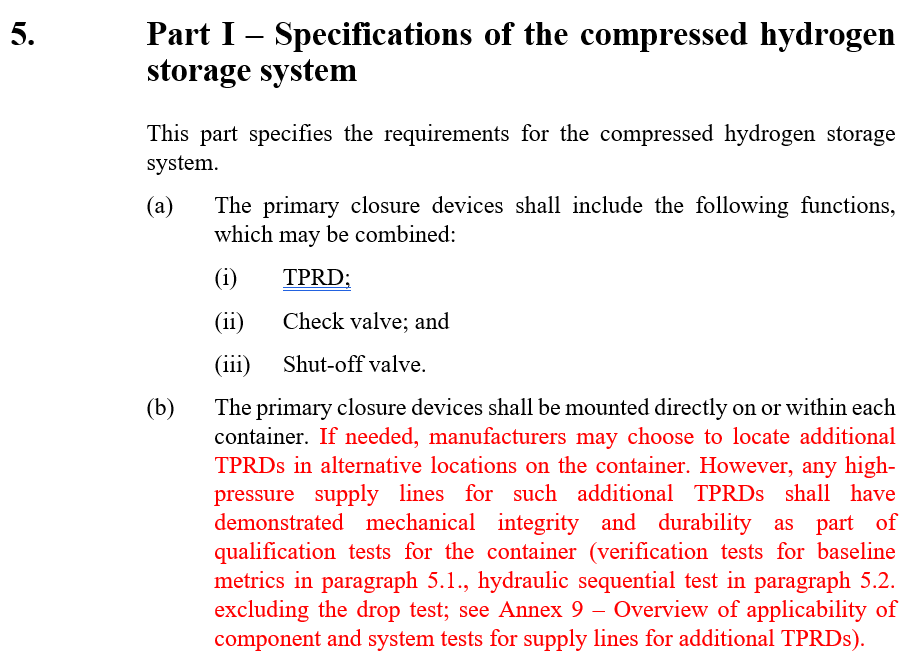 5. Part I – Specifications of the compressed hydrogen
storage system
This part specifies the requirements for the compressed hydrogen storage
system.
(a) The primary closure devices shall include the following functions,
which may be combined:
(i) TPRD;
(ii) Check valve; and
(iii) Shut-off valve.
(b) The primary closure devices shall be mounted directly on or within each
container. If needed, manufacturers may choose to locate additional
TPRDs in alternative locations on the container. However, any high-
pressure supply lines for such additional TPRDs shall have
demonstrated mechanical integrity and durability as part of
qualification tests for the container (verification tests for baseline
metrics in paragraph 5.1., hydraulic sequential test in paragraph 5.2.
excluding the drop test; see Annex 9 – Overview of applicability of
component and system tests for supply lines for additional TPRDs).